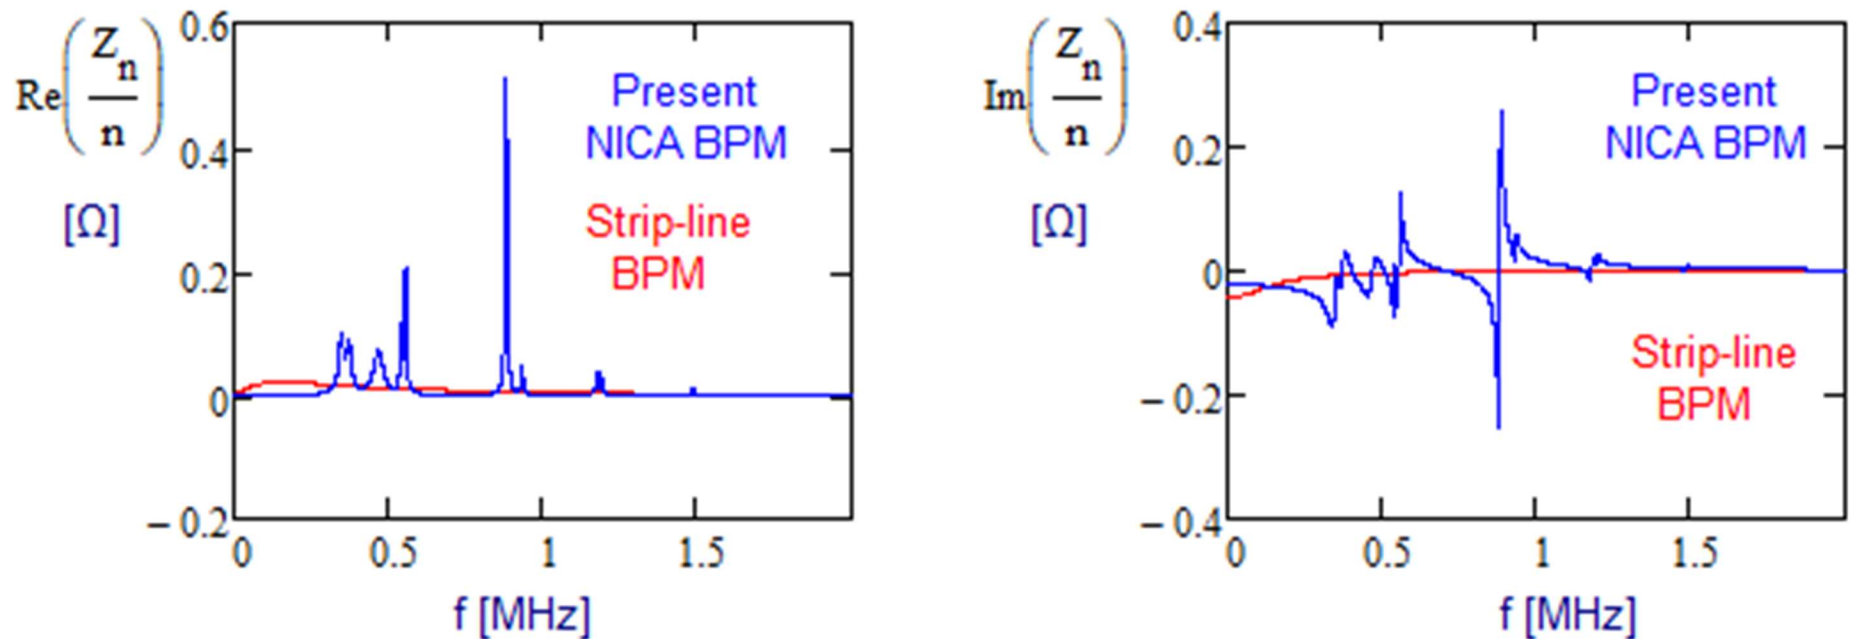 Re(Z_n/n)
[Ω]
0.6
0.4
0.2
0
– 0.2
Present
NICA BPM
Strip-line
BPM
0 0.5 1 1.5
f [MHz]
Im(Z_n/n)
[Ω]
0.4
0.2
0
– 0.2
– 0.4
Present
NICA BPM
Strip-line
BPM
0 0.5 1 1.5
f [MHz]